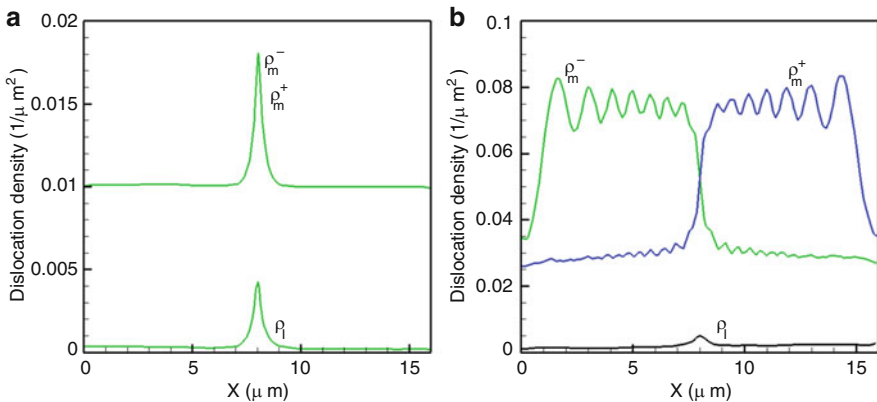 a
0.02
0.015
0.01
0.005
0
Dislocation density (1/μ m²)
ρm⁻
ρm⁺
ρI
0 5 10 15
X (μ m)
b
0.1
0.08
0.06
0.04
0.02
0
Dislocation density (1/μ m²)
ρm⁻
ρm⁺
ρI
0 5 10 15
X (μ m)